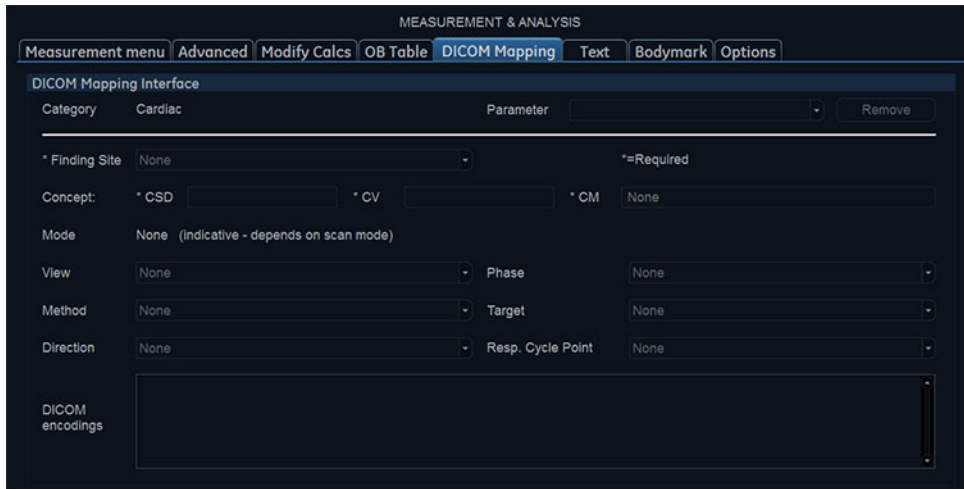 MEASUREMENT & ANALYSIS
Measurement menu Advanced Modify Calcs OB Table DICOM Mapping Text Bodymark Options
DICOM Mapping Interface
Category Cardiac Parameter Remove
* Finding Site None *=Required
Concept: * CSD * CV * CM None
Mode None (indicative - depends on scan mode)
View None Phase None
Method None Target None
Direction None Resp. Cycle Point None
DICOM
encodings